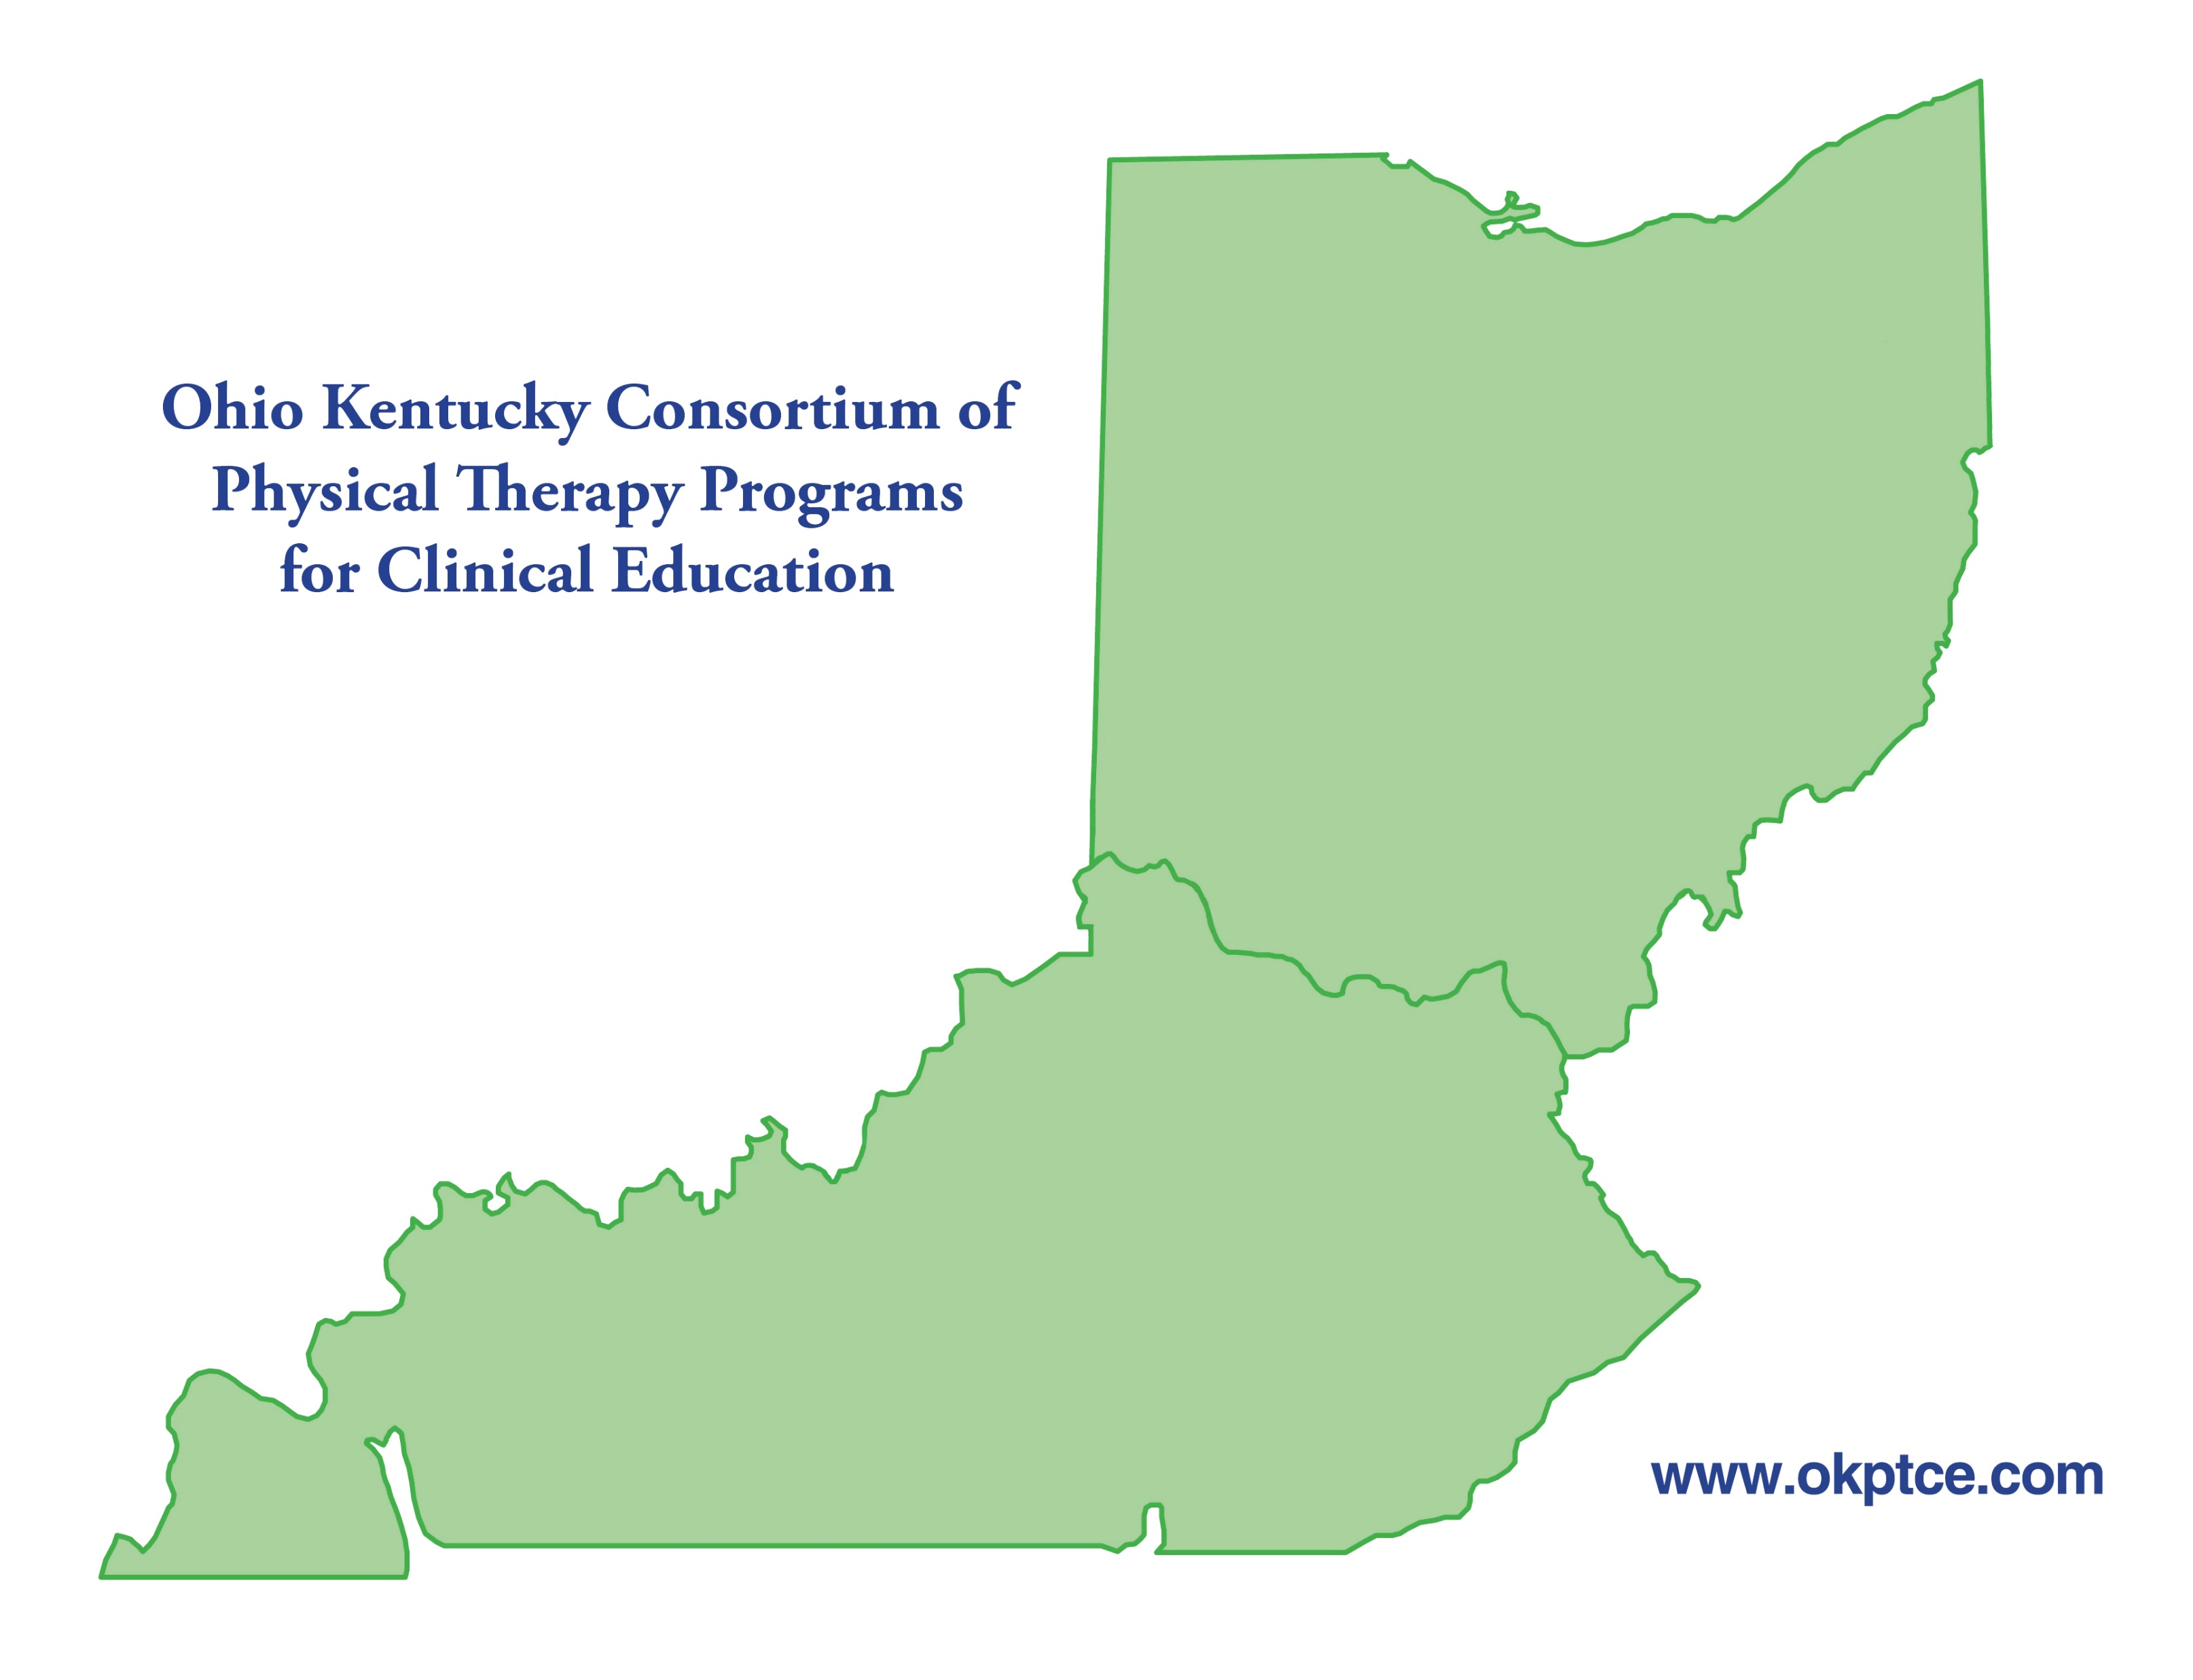 Ohio Kentucky Consortium of
Physical Therapy Programs
for Clinical Education
www.okptce.com